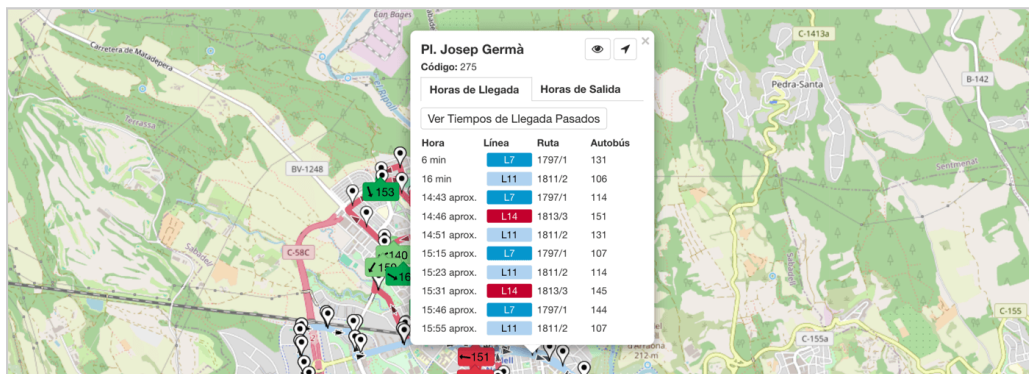 Can Bages
Carretera de Matadepera
Terrassa
BV-1248
Sabadell
C-58C
153
140
151
Pl. Josep Germà
Código: 275
×
Horas de Llegada Horas de Salida
Ver Tiempos de Llegada Pasados
Hora Línea Ruta Autobús
6 min L7 1797/1 131
16 min L11 1811/2 106
14:43 aprox. L7 1797/1 114
14:46 aprox. L14 1813/3 151
14:51 aprox. L11 1811/2 131
15:15 aprox. L7 1797/1 107
15:23 aprox. L11 1811/2 114
15:31 aprox. L14 1813/3 145
15:46 aprox. L7 1797/1 144
15:55 aprox. L11 1811/2 107
212 m
C-1413a
B-142
Pedra-Santa
Sentmenat
Sabadell
C-155
C-155a